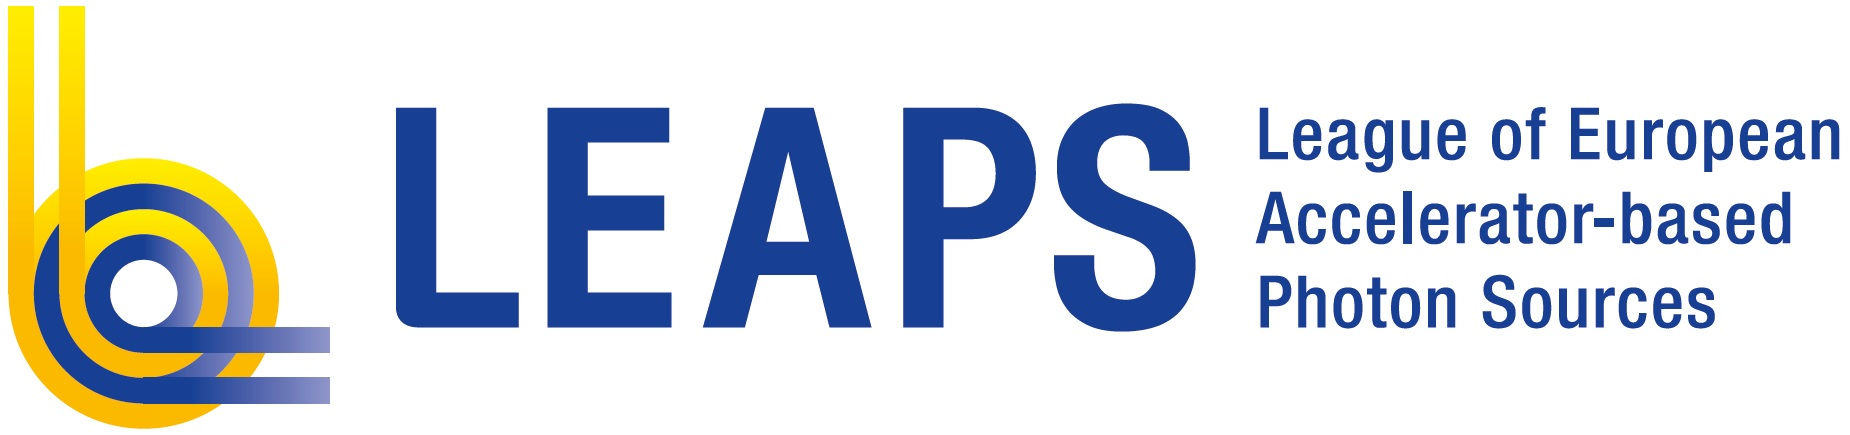 LEAPS
League of European
Accelerator-based
Photon Sources